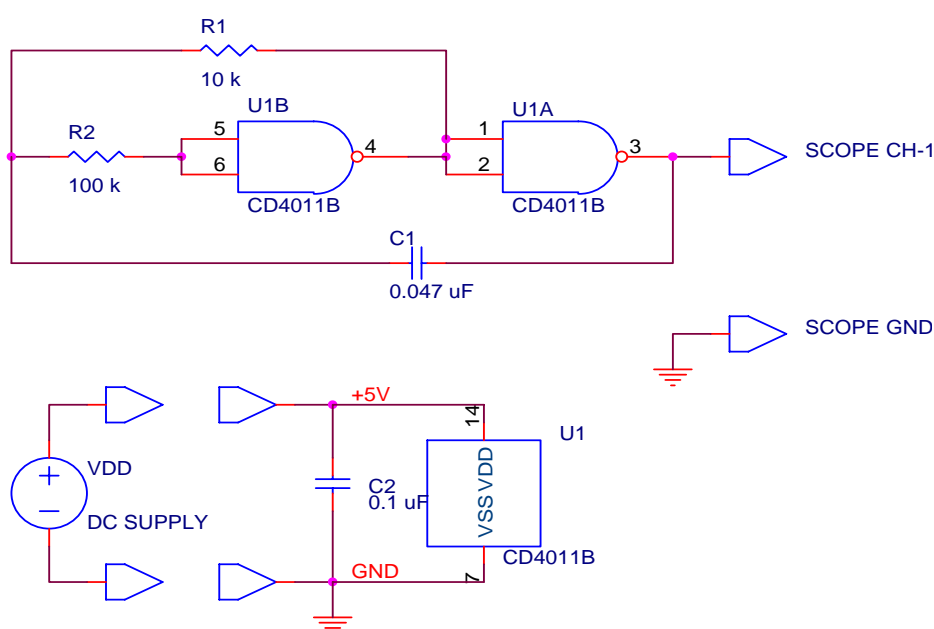 R1
10 k
U1B
U1A
R2
5
4
1
3
SCOPE CH-1
6
2
100 k
CD4011B
CD4011B
C1
0.047 uF
SCOPE GND
+5V
14
U1
VDD
VSS VDD
C2
0.1 uF
DC SUPPLY
CD4011B
GND
7